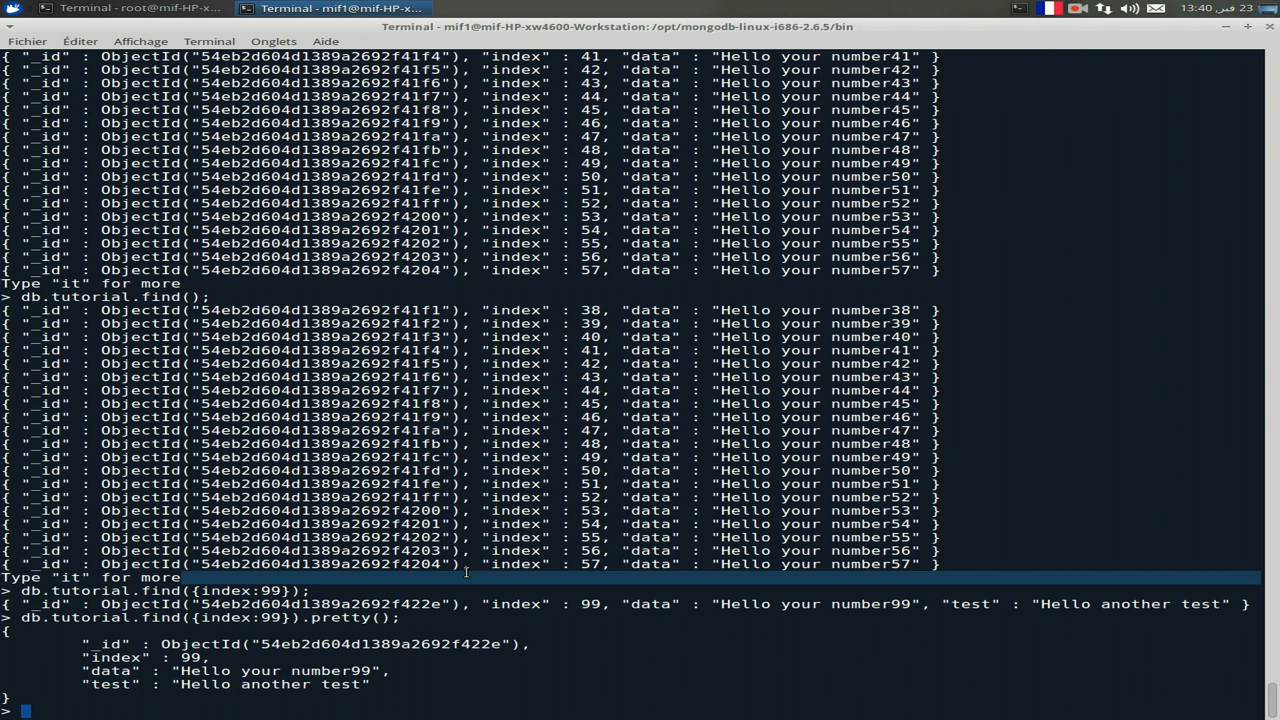 Terminal - root@mif-HP-x...
Terminal - mif1@mif-HP-x...
23 فبر, 13:40
Terminal - mif1@mif-HP-xw4600-Workstation: /opt/mongodb-linux-i686-2.6.5/bin
Fichier Éditer Affichage Terminal Onglets Aide
{ "_id" : ObjectId("54eb2d604d1389a2692f41f4"), "index" : 41, "data" : "Hello your number41" }
{ "_id" : ObjectId("54eb2d604d1389a2692f41f5"), "index" : 42, "data" : "Hello your number42" }
{ "_id" : ObjectId("54eb2d604d1389a2692f41f6"), "index" : 43, "data" : "Hello your number43" }
{ "_id" : ObjectId("54eb2d604d1389a2692f41f7"), "index" : 44, "data" : "Hello your number44" }
{ "_id" : ObjectId("54eb2d604d1389a2692f41f8"), "index" : 45, "data" : "Hello your number45" }
{ "_id" : ObjectId("54eb2d604d1389a2692f41f9"), "index" : 46, "data" : "Hello your number46" }
{ "_id" : ObjectId("54eb2d604d1389a2692f41fa"), "index" : 47, "data" : "Hello your number47" }
{ "_id" : ObjectId("54eb2d604d1389a2692f41fb"), "index" : 48, "data" : "Hello your number48" }
{ "_id" : ObjectId("54eb2d604d1389a2692f41fc"), "index" : 49, "data" : "Hello your number49" }
{ "_id" : ObjectId("54eb2d604d1389a2692f41fd"), "index" : 50, "data" : "Hello your number50" }
{ "_id" : ObjectId("54eb2d604d1389a2692f41fe"), "index" : 51, "data" : "Hello your number51" }
{ "_id" : ObjectId("54eb2d604d1389a2692f41ff"), "index" : 52, "data" : "Hello your number52" }
{ "_id" : ObjectId("54eb2d604d1389a2692f4200"), "index" : 53, "data" : "Hello your number53" }
{ "_id" : ObjectId("54eb2d604d1389a2692f4201"), "index" : 54, "data" : "Hello your number54" }
{ "_id" : ObjectId("54eb2d604d1389a2692f4202"), "index" : 55, "data" : "Hello your number55" }
{ "_id" : ObjectId("54eb2d604d1389a2692f4203"), "index" : 56, "data" : "Hello your number56" }
{ "_id" : ObjectId("54eb2d604d1389a2692f4204"), "index" : 57, "data" : "Hello your number57" }
Type "it" for more
> db.tutorial.find();
{ "_id" : ObjectId("54eb2d604d1389a2692f41f1"), "index" : 38, "data" : "Hello your number38" }
{ "_id" : ObjectId("54eb2d604d1389a2692f41f2"), "index" : 39, "data" : "Hello your number39" }
{ "_id" : ObjectId("54eb2d604d1389a2692f41f3"), "index" : 40, "data" : "Hello your number40" }
{ "_id" : ObjectId("54eb2d604d1389a2692f41f4"), "index" : 41, "data" : "Hello your number41" }
{ "_id" : ObjectId("54eb2d604d1389a2692f41f5"), "index" : 42, "data" : "Hello your number42" }
{ "_id" : ObjectId("54eb2d604d1389a2692f41f6"), "index" : 43, "data" : "Hello your number43" }
{ "_id" : ObjectId("54eb2d604d1389a2692f41f7"), "index" : 44, "data" : "Hello your number44" }
{ "_id" : ObjectId("54eb2d604d1389a2692f41f8"), "index" : 45, "data" : "Hello your number45" }
{ "_id" : ObjectId("54eb2d604d1389a2692f41f9"), "index" : 46, "data" : "Hello your number46" }
{ "_id" : ObjectId("54eb2d604d1389a2692f41fa"), "index" : 47, "data" : "Hello your number47" }
{ "_id" : ObjectId("54eb2d604d1389a2692f41fb"), "index" : 48, "data" : "Hello your number48" }
{ "_id" : ObjectId("54eb2d604d1389a2692f41fc"), "index" : 49, "data" : "Hello your number49" }
{ "_id" : ObjectId("54eb2d604d1389a2692f41fd"), "index" : 50, "data" : "Hello your number50" }
{ "_id" : ObjectId("54eb2d604d1389a2692f41fe"), "index" : 51, "data" : "Hello your number51" }
{ "_id" : ObjectId("54eb2d604d1389a2692f41ff"), "index" : 52, "data" : "Hello your number52" }
{ "_id" : ObjectId("54eb2d604d1389a2692f4200"), "index" : 53, "data" : "Hello your number53" }
{ "_id" : ObjectId("54eb2d604d1389a2692f4201"), "index" : 54, "data" : "Hello your number54" }
{ "_id" : ObjectId("54eb2d604d1389a2692f4202"), "index" : 55, "data" : "Hello your number55" }
{ "_id" : ObjectId("54eb2d604d1389a2692f4203"), "index" : 56, "data" : "Hello your number56" }
{ "_id" : ObjectId("54eb2d604d1389a2692f4204"), "index" : 57, "data" : "Hello your number57" }
Type "it" for more
> db.tutorial.find({index:99});
{ "_id" : ObjectId("54eb2d604d1389a2692f422e"), "index" : 99, "data" : "Hello your number99", "test" : "Hello another test" }
> db.tutorial.find({index:99}).pretty();
{
"_id" : ObjectId("54eb2d604d1389a2692f422e"),
"index" : 99,
"data" : "Hello your number99",
"test" : "Hello another test"
}
>